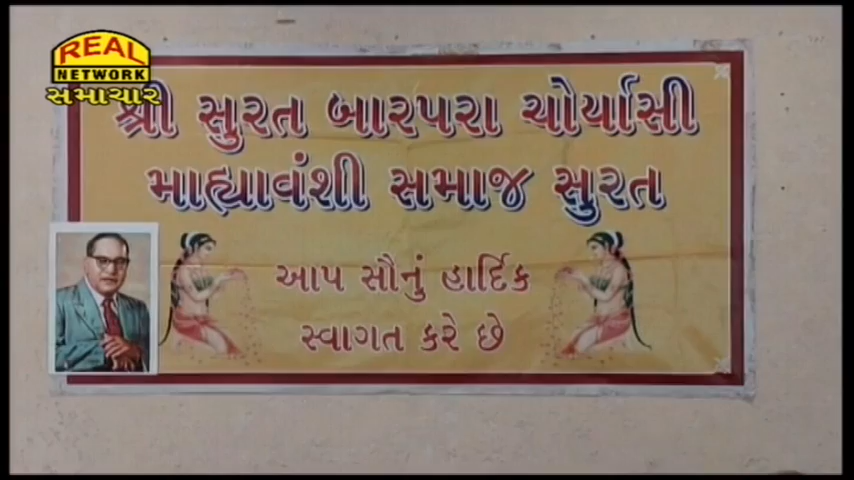 REAL
NETWORK
સમાચાર
શ્રી સુરત બારપરા ચોર્યાસી
માહ્યાવંશી સમાજ સુરત
આપ સૌનું હાર્દિક
સ્વાગત કરે છે